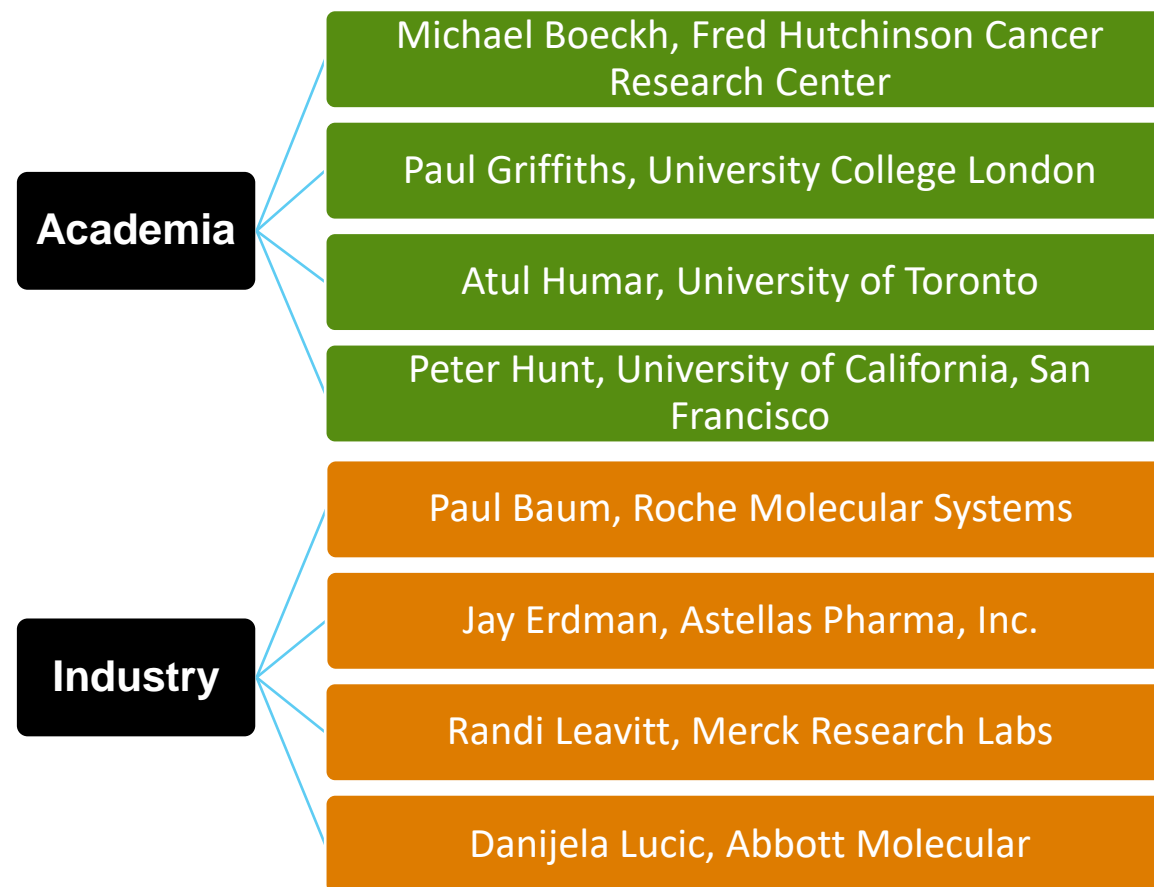 Academia
Michael Boeckh, Fred Hutchinson Cancer
Research Center
Paul Griffiths, University College London
Atul Humar, University of Toronto
Peter Hunt, University of California, San
Francisco
Industry
Paul Baum, Roche Molecular Systems
Jay Erdman, Astellas Pharma, Inc.
Randi Leavitt, Merck Research Labs
Danijela Lucic, Abbott Molecular